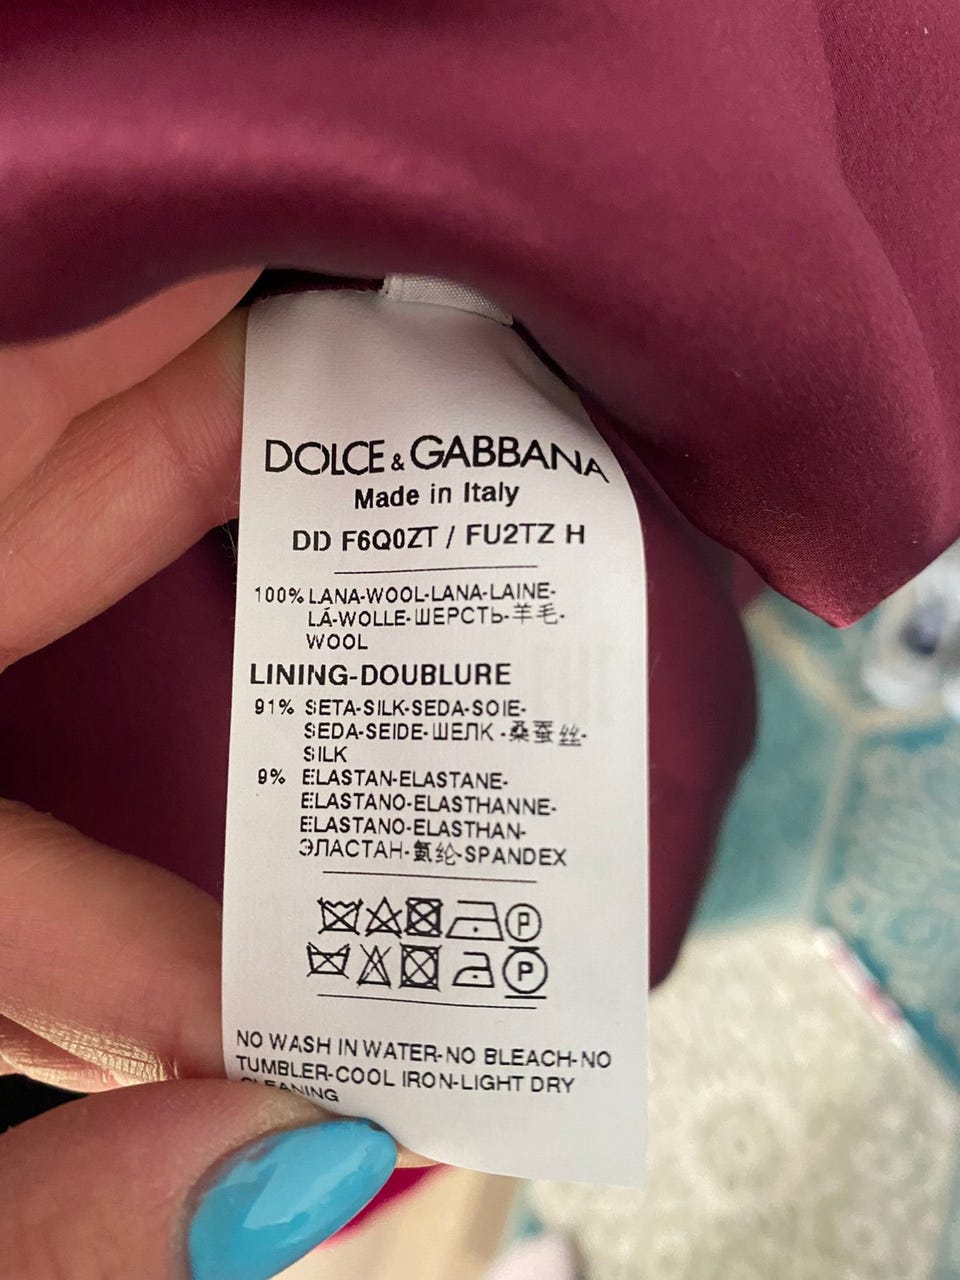 DOLCE & GABBANA
Made in Italy
DD F6Q0ZT / FU2TZ H
100% LANA-WOOL-LANA-LAINE-
LÁ-WOLLE-ШЕРСТЬ-羊毛-
WOOL
LINING-DOUBLURE
91% SETA-SILK-SEDA-SOIE-
SEDA-SEIDE-ШЕЛК-桑蚕丝-
SILK
9% ELASTAN-ELASTANE-
ELASTANO-ELASTHANNE-
ELASTANO-ELASTHAN-
ЭЛАСТАН-氨纶-SPANDEX
P
P
NO WASH IN WATER-NO BLEACH-NO
TUMBLER-COOL IRON-LIGHT DRY
CLEANING